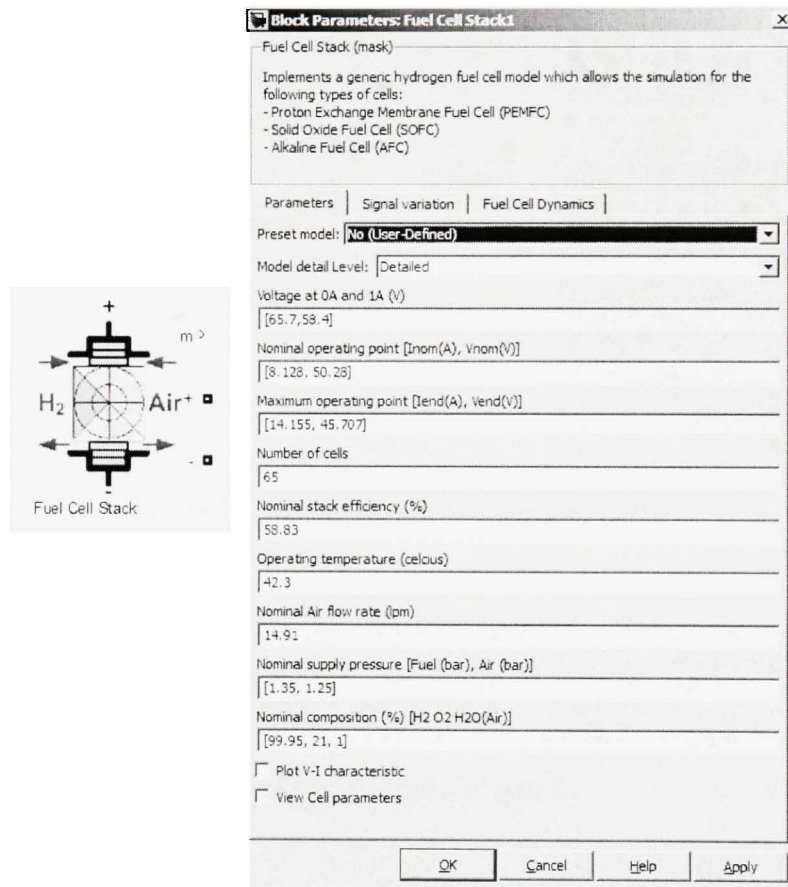 +
m >
H2 Air+
-
-
Fuel Cell Stack
Block Parameters: Fuel Cell Stack1
Fuel Cell Stack (mask)
Implements a generic hydrogen fuel cell model which allows the simulation for the
following types of cells:
- Proton Exchange Membrane Fuel Cell (PEMFC)
- Solid Oxide Fuel Cell (SOFC)
- Alkaline Fuel Cell (AFC)
Parameters Signal variation Fuel Cell Dynamics
Preset model: No (User-Defined)
Model detail Level: Detailed
Voltage at 0A and 1A (V)
[65.7,58.4]
Nominal operating point [Inom(A), Vnom(V)]
[8.128, 50.28]
Maximum operating point [Iend(A), Vend(V)]
[14.155, 45.707]
Number of cells
65
Nominal stack efficiency (%)
58.83
Operating temperature (celcius)
42.3
Nominal Air flow rate (lpm)
14.91
Nominal supply pressure [Fuel (bar), Air (bar)]
[1.35, 1.25]
Nominal composition (%) [H2 O2 H2O(Air)]
[99.95, 21, 1]
Plot V-I characteristic
View Cell parameters
OK Cancel Help Apply